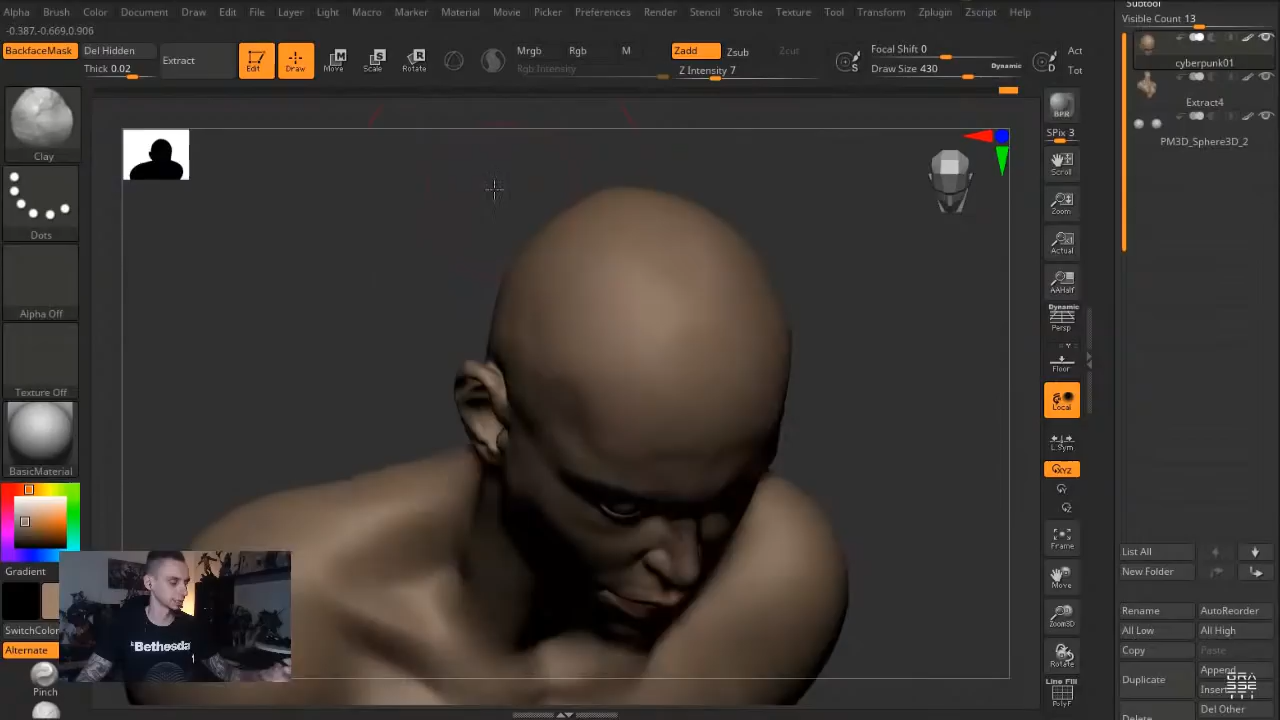 Alpha Brush Color Document Draw Edit File Layer Light Macro Marker Material Movie Picker Preferences Render Stencil Stroke Texture Tool Transform Zplugin Zscript Help
-0.387,-0.669,0.906
BackfaceMask Del Hidden
Thick 0.02
Extract
Edit
Draw
Move
Scale
Rotate
Mrgb Rgb M
Rgb Intensity
Zadd Zsub Zcut
Z Intensity 7
S
Focal Shift 0
Draw Size 430
Dynamic
D
Act
Tot
Subtool
Visible Count 13
cyberpunk01
Extract4
PM3D_Sphere3D_2
Clay
Dots
Alpha Off
Texture Off
BasicMaterial
Gradient
SwitchColor
Alternate
Pinch
"Bethesda
BPR
SPix 3
Scroll
Zoom
Actual
AAHalf
Dynamic
Persp
Floor
Local
L.Sym
XYZ
Y
Z
Frame
Move
Zoom3D
Rotate
Line Fill
PolyF
List All
New Folder
Rename AutoReorder
All Low All High
Copy Paste
Duplicate
Append
Insert
Delete
Del Other